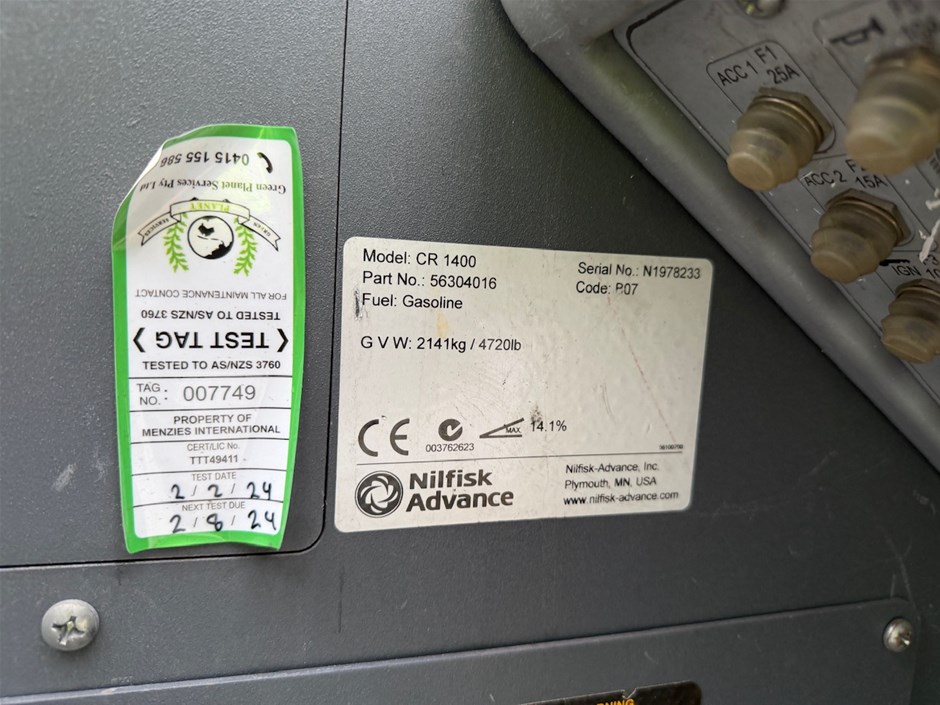 0415 155 586
Green Planet Services Pty Ltd
PLANET
GREEN SERVICES
FOR ALL MAINTENANCE CONTACT
TESTED TO AS/NZS 3760
TEST TAG
TESTED TO AS/NZS 3760
TAG NO.: 007749
PROPERTY OF
MENZIES INTERNATIONAL
CERT/LIC No.
TTT49411
TEST DATE
2 / 2 / 24
NEXT TEST DUE
2 / 8 / 24
Model: CR 1400
Part No.: 56304016
Fuel: Gasoline
G V W: 2141kg / 4720lb
Serial No.: N1978233
Code: P07
CE
003762623
MAX
14.1%
Nilfisk
Advance
Nilfisk-Advance, Inc.
Plymouth, MN, USA
www.nilfisk-advance.com
ACC 1 F1
25A
ACC 2
15A
IGN